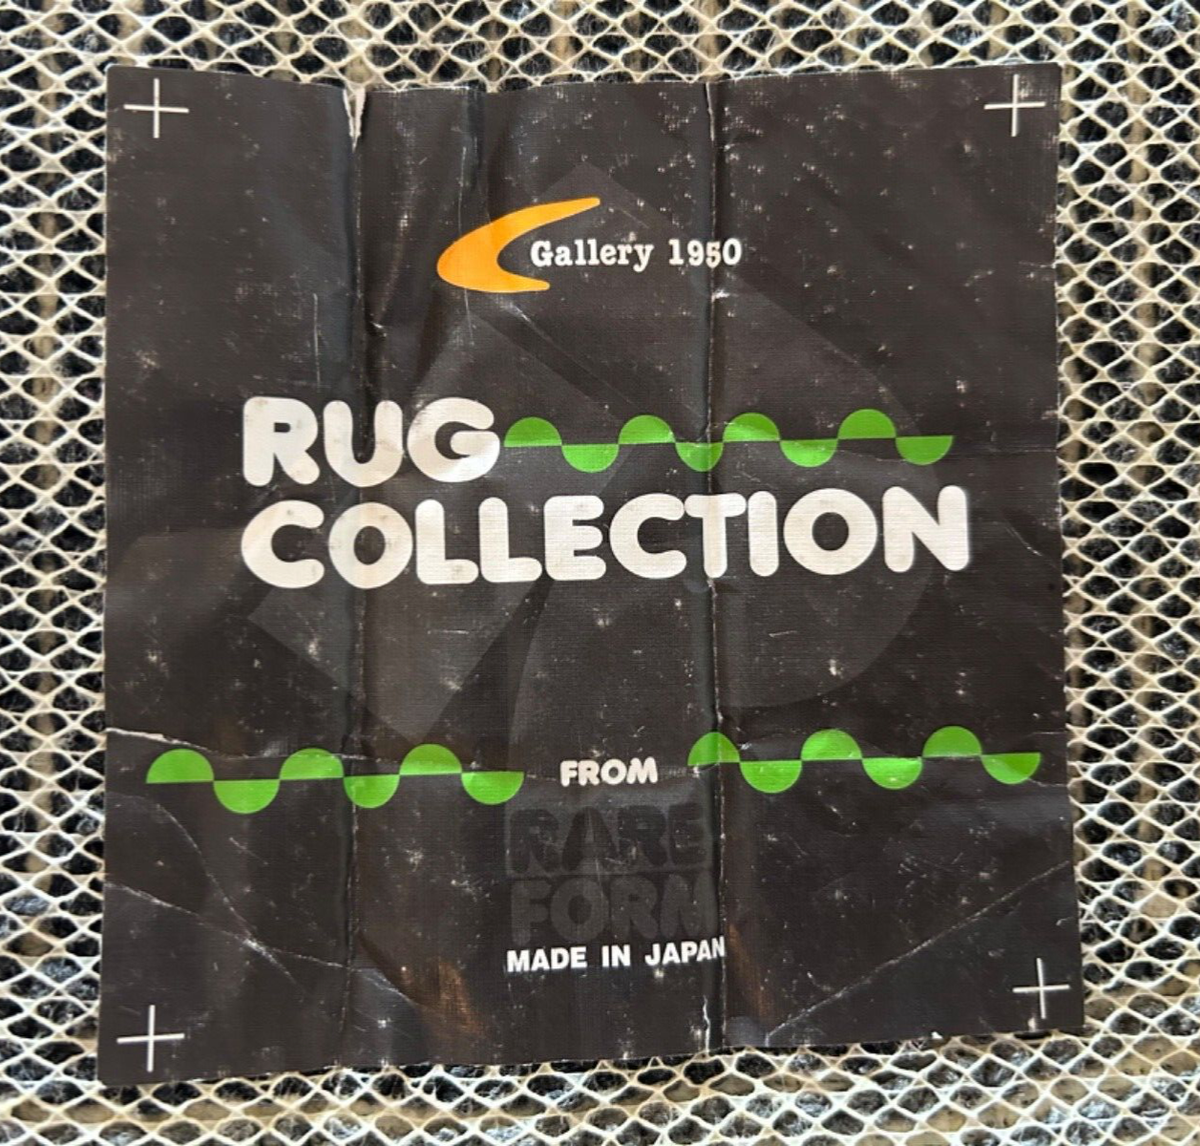 Gallery 1950
RUG
COLLECTION
FROM
RARE
FORM
MADE IN JAPAN